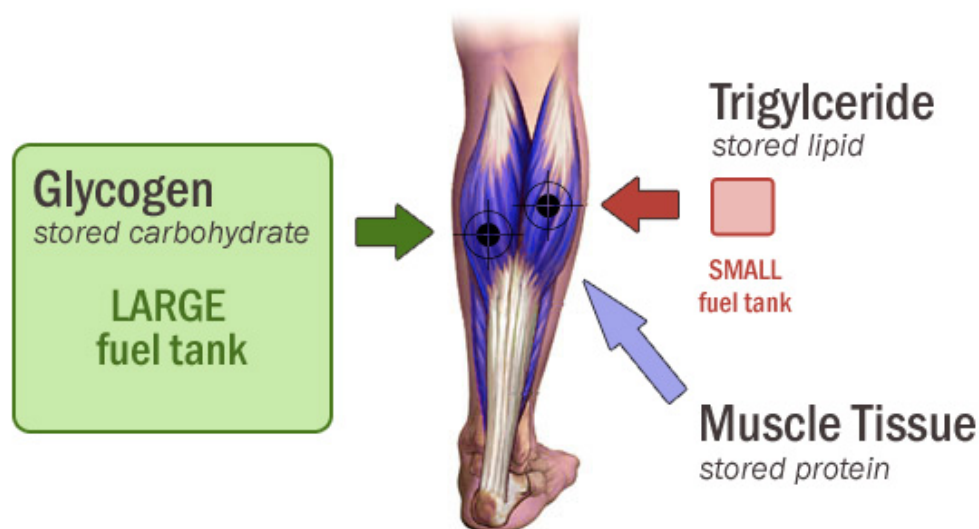 Glycogen
stored carbohydrate
LARGE
fuel tank
Trigylceride
stored lipid
SMALL
fuel tank
Muscle Tissue
stored protein